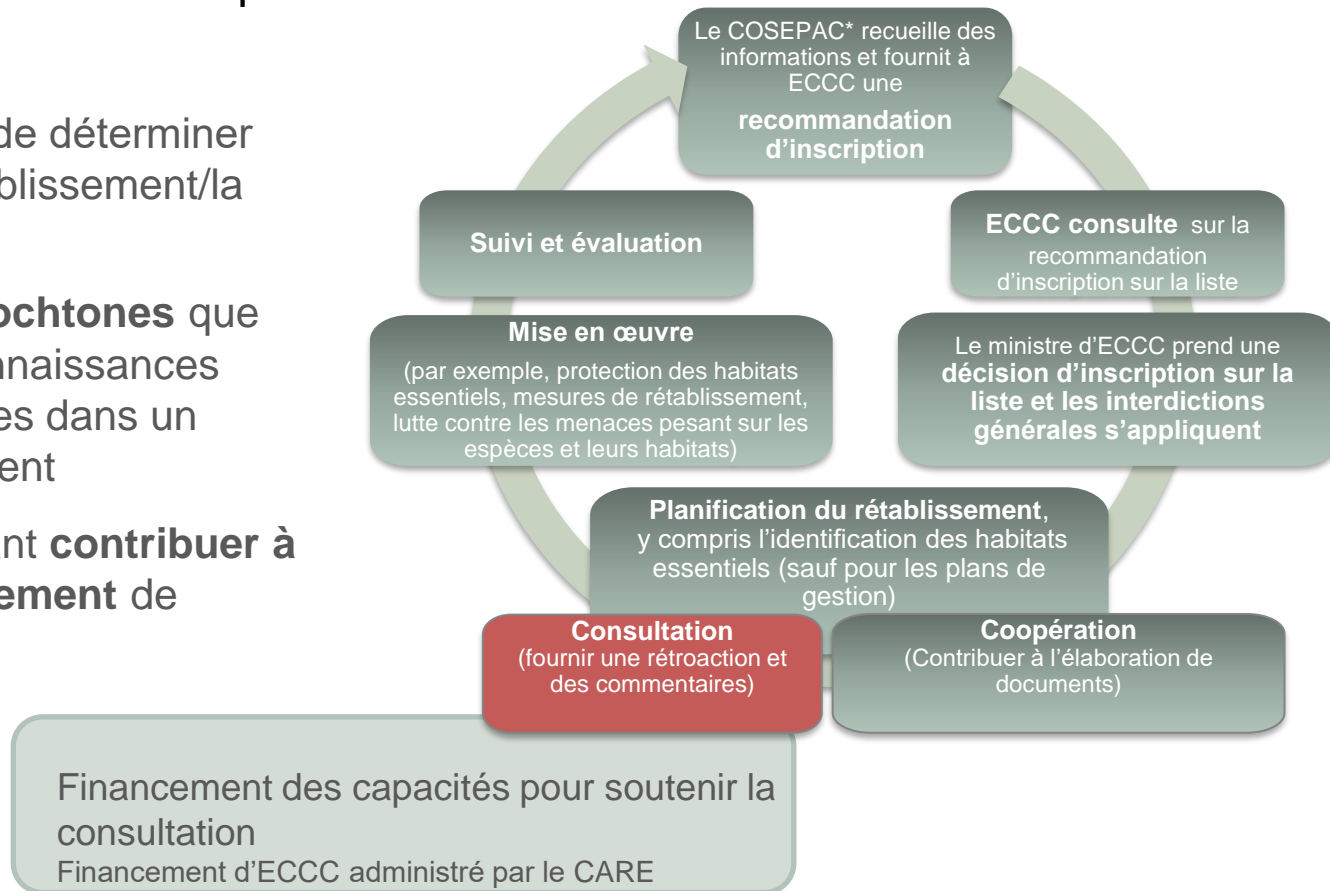 de déterminer
blissement/la
ochtones que
nnaissances
es dans un
ent
ant contribuer à
ement de
Le COSEPAC* recueille des
informations et fournit à
ECCC une
recommandation
d'inscription
ECCC consulte sur la
recommandation
d'inscription sur la liste
Le ministre d'ECCC prend une
décision d'inscription sur la
liste et les interdictions
générales s'appliquent
Planification du rétablissement,
y compris l'identification des habitats
essentiels (sauf pour les plans de
gestion)
Consultation
(fournir une rétroaction et
des commentaires)
Coopération
(Contribuer à l'élaboration de
documents)
Mise en œuvre
(par exemple, protection des habitats
essentiels, mesures de rétablissement,
lutte contre les menaces pesant sur les
espèces et leurs habitats)
Suivi et évaluation
Financement des capacités pour soutenir la
consultation
Financement d'ECCC administré par le CARE